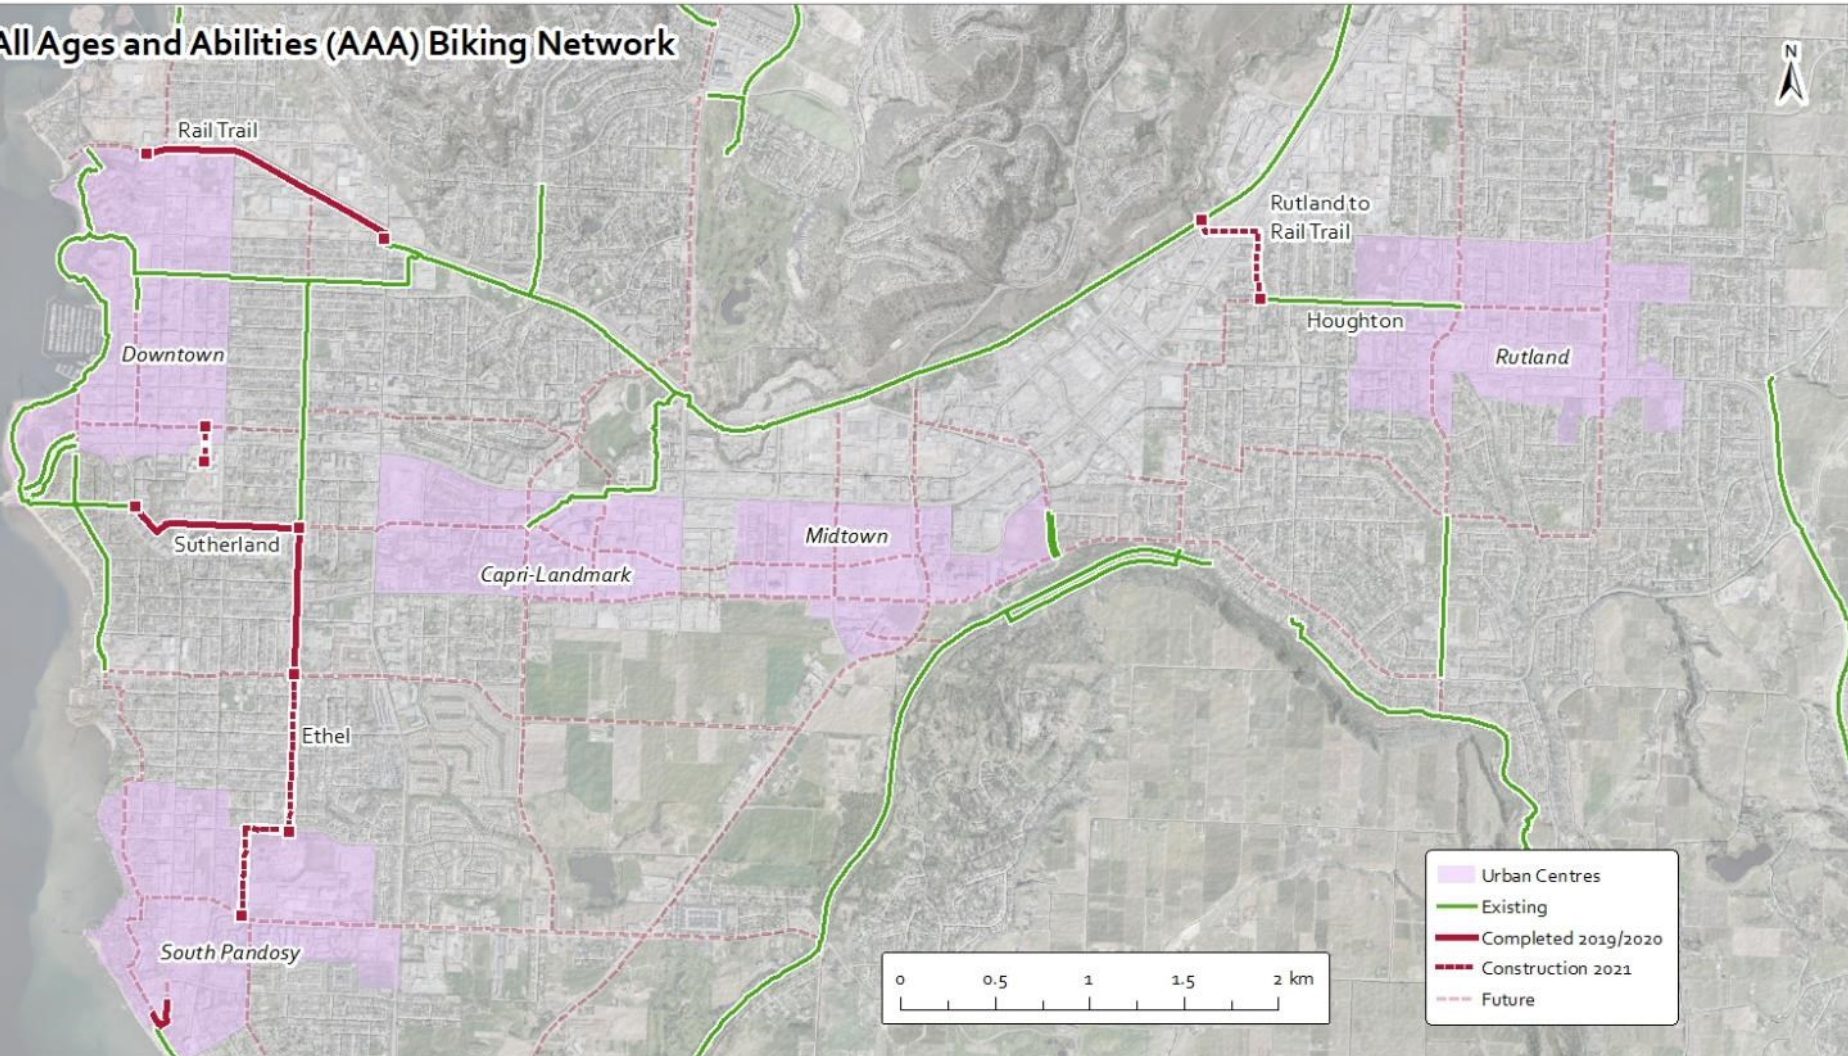 All Ages and Abilities (AAA) Biking Network
N
Rail Trail
Rutland to
Rail Trail
Houghton
Downtown
Rutland
Sutherland
Midtown
Capri-Landmark
Ethel
South Pandosy
Urban Centres
Existing
Completed 2019/2020
Construction 2021
Future
0 0.5 1 1.5 2 km